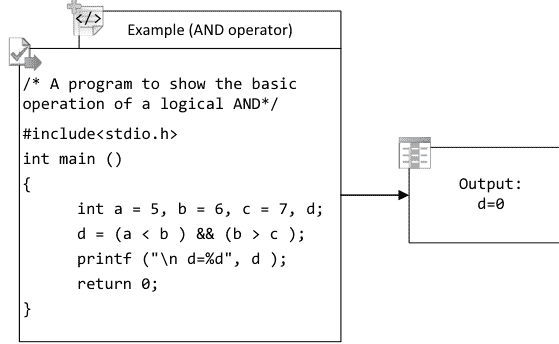 </>
Example (AND operator)
/* A program to show the basic
operation of a logical AND*/
#include<stdio.h>
int main ()
{
int a = 5, b = 6, c = 7, d;
d = (a < b ) && (b > c );
printf ("\n d=%d", d );
return 0;
}
Output:
d=0